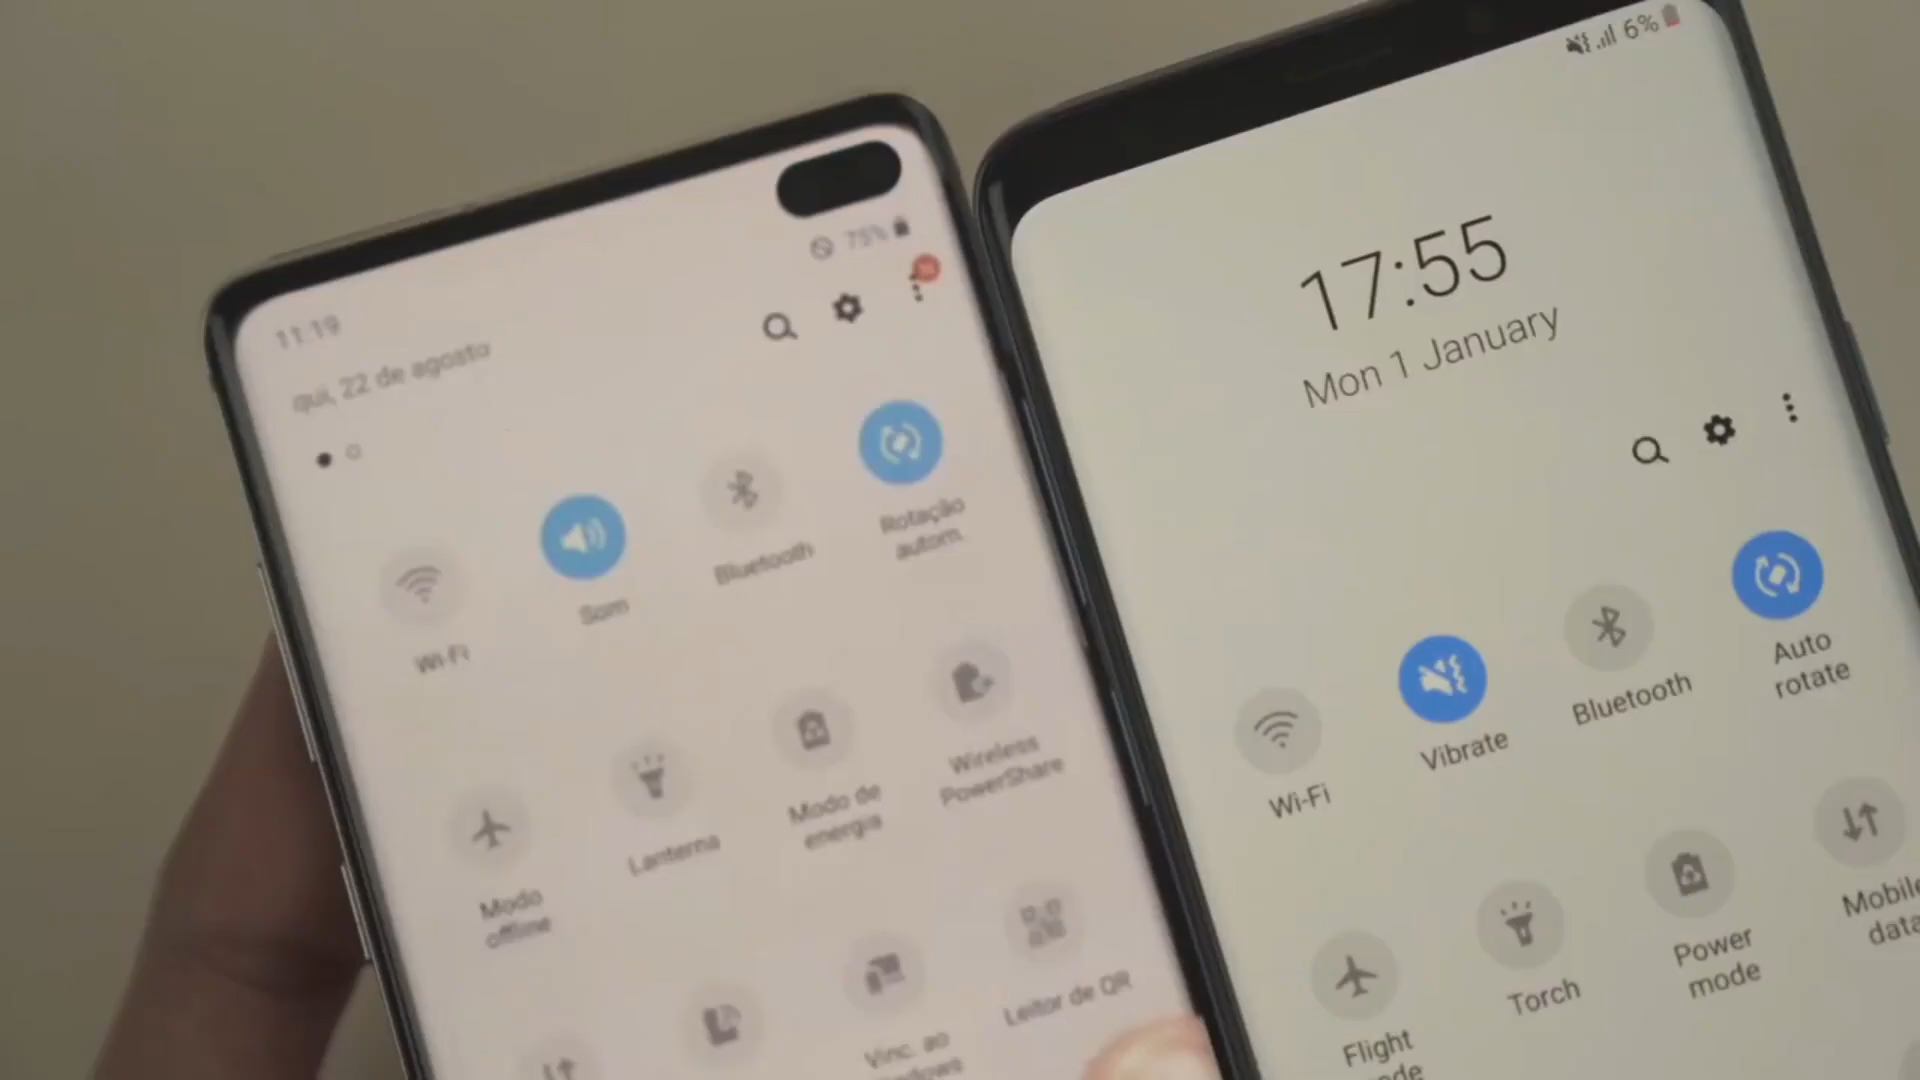 11:19
75%
qui, 22 de agosto
Wi-Fi
Som
Bluetooth
Rotação
autom.
Modo
offline
Lanterna
Modo de
energia
Wireless
PowerShare
Vinc. ao
Leitor de QR
6%
17:55
Mon 1 January
Wi-Fi
Vibrate
Bluetooth
Auto
rotate
Flight
Torch
Power
mode
Mobile
data